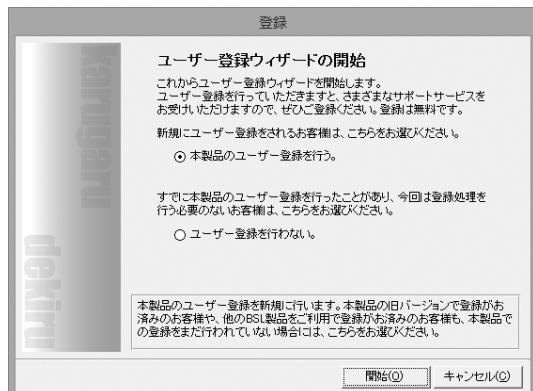 登録
kanugaru
dekiru
ユーザー登録ウィザードの開始
これからユーザー登録ウィザードを開始します。
ユーザー登録を行っていただきますと、さまざまなサポートサービスを
お受けいただけますので、ぜひご登録ください。登録は無料です。
新規にユーザー登録をされるお客様は、こちらをお選びください。
本製品のユーザー登録を行う。
すでに本製品のユーザー登録を行ったことがあり、今回は登録処理を
行う必要のないお客様は、こちらをお選びください。
ユーザー登録を行わない。
本製品のユーザー登録を新規に行います。本製品の旧バージョンで登録がお
済みのお客様や、他のBSL製品をご利用で登録がお済みのお客様も、本製品で
の登録をまだ行われていない場合には、こちらをお選びください。
開始(O)
キャンセル(C)